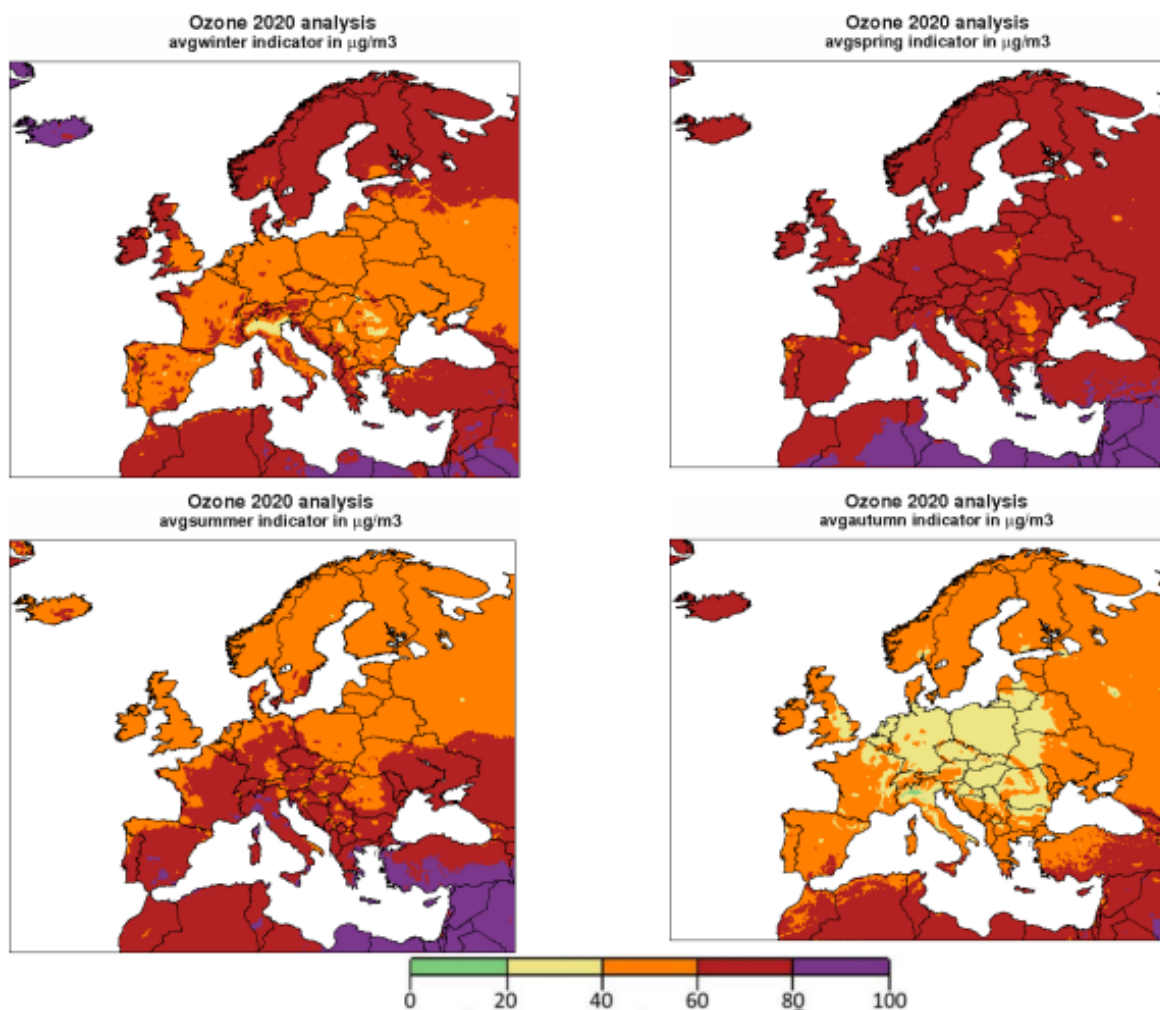 Ozone 2020 analysis
avgwinter indicator in μg/m3
Ozone 2020 analysis
avgspring indicator in μg/m3
Ozone 2020 analysis
avgsummer indicator in μg/m3
Ozone 2020 analysis
avgautumn indicator in μg/m3
0 20 40 60 80 100